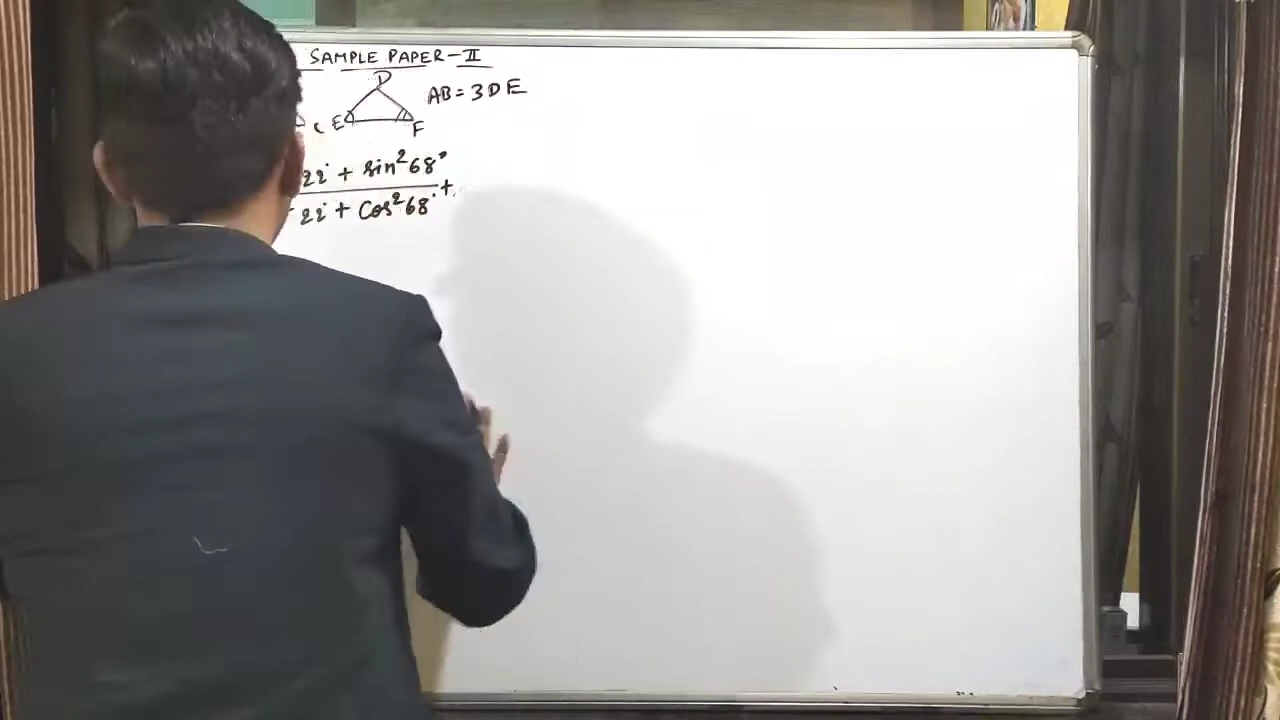 SAMPLE PAPER-II
D
AB = 3DE
C E F
22° + sin²68°
22° + Cos²68° +